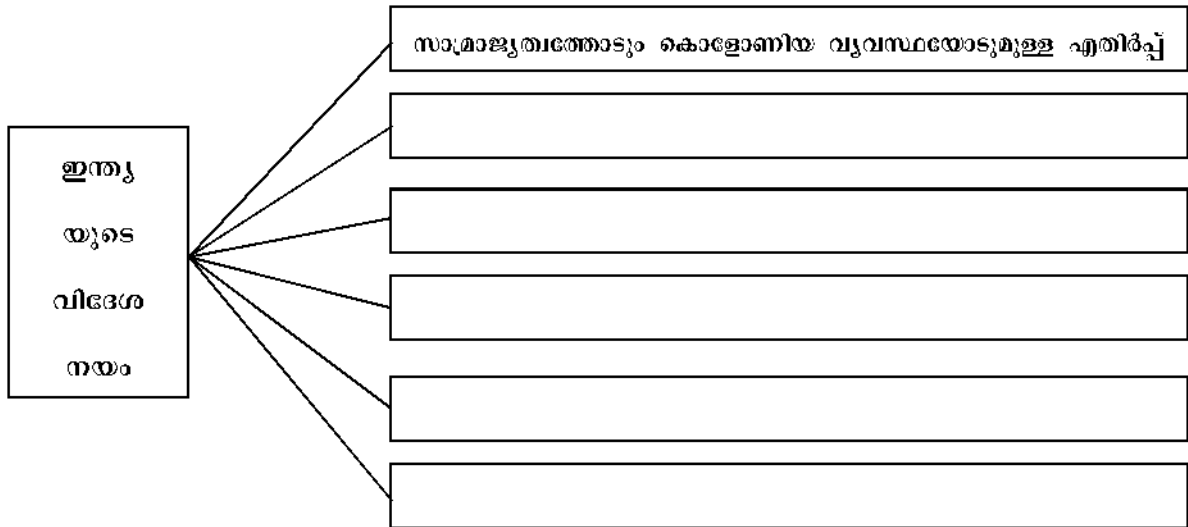 സാമ്രാജ്യത്വത്തോടും കൊളോണിയ വ്യവസ്ഥയോടുമുള്ള എതിർപ്പ്
ഇന്ത്യ
യുടെ
വിദേശ
നയം